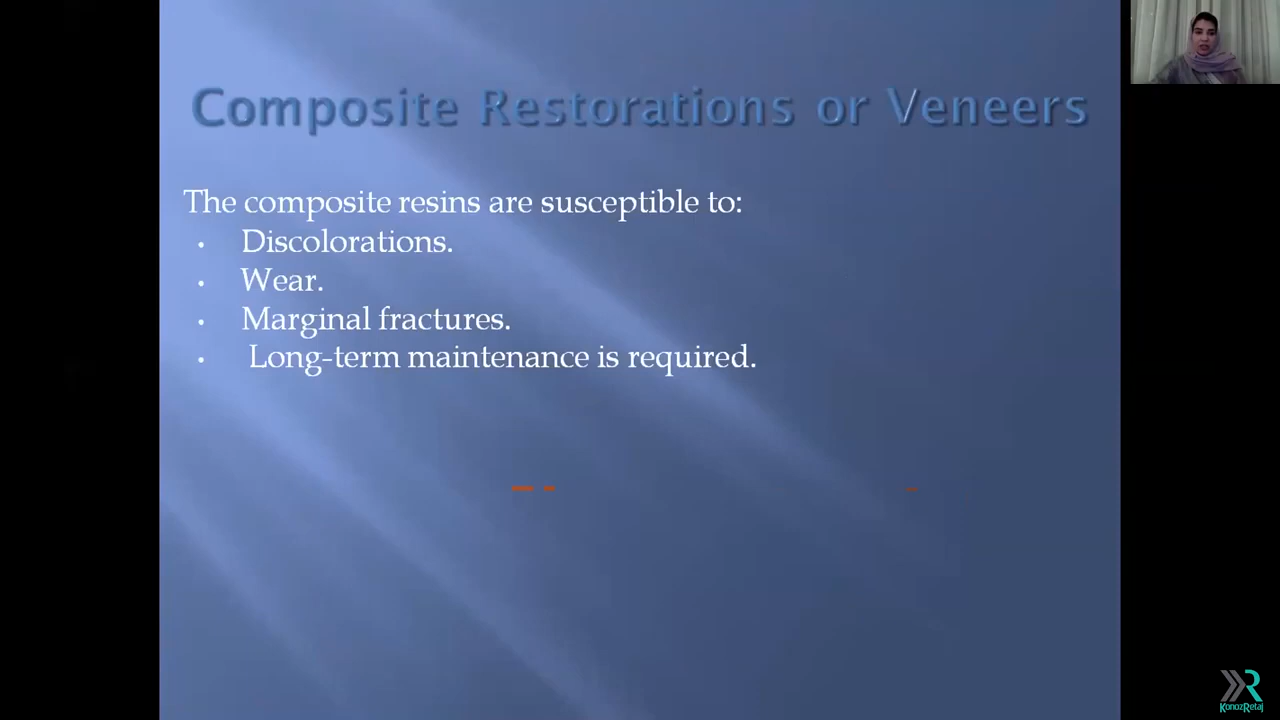 Composite Restorations or Veneers
The composite resins are susceptible to:
• Discolorations.
• Wear.
• Marginal fractures.
• Long-term maintenance is required.
KonozRetaj